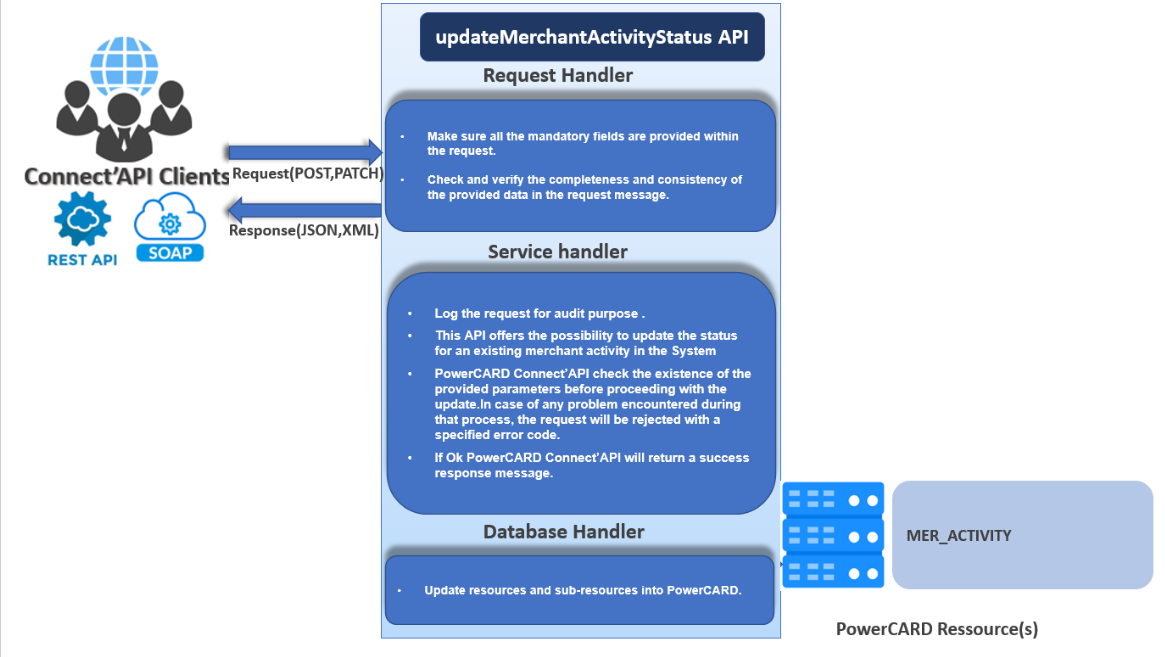 updateMerchantActivityStatus API
Request Handler
• Make sure all the mandatory fields are provided within
the request.
• Check and verify the completeness and consistency of
the provided data in the request message.
Connect'API Clients
Request(POST,PATCH)
Response(JSON,XML)
REST API
SOAP
Service handler
• Log the request for audit purpose .
• This API offers the possibility to update the status
for an existing merchant activity in the System
• PowerCARD Connect'API check the existence of the
provided parameters before proceeding with the
update.In case of any problem encountered during
that process, the request will be rejected with a
specified error code.
• If Ok PowerCARD Connect'API will return a success
response message.
Database Handler
• Update resources and sub-resources into PowerCARD.
MER_ACTIVITY
PowerCARD Ressource(s)